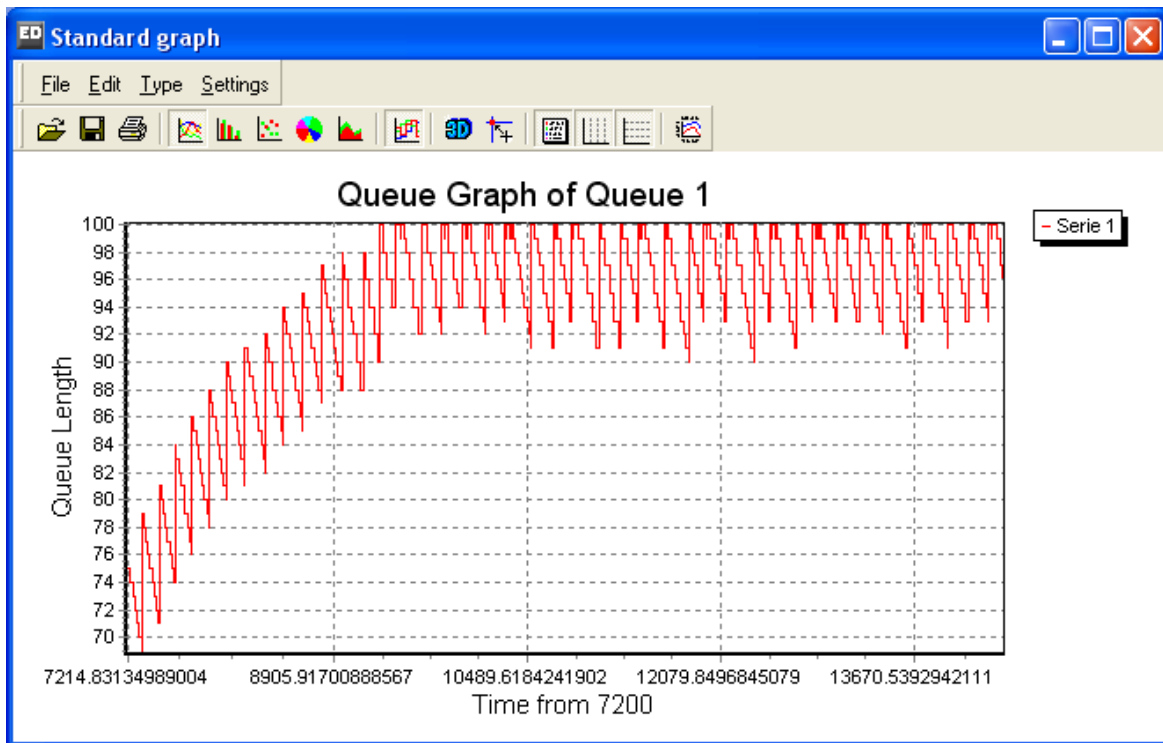 ED Standard graph
File Edit Type Settings
3D
Queue Graph of Queue 1
Serie 1
100
98
96
94
92
90
88
86
84
82
80
78
76
74
72
70
Queue Length
7214.83134989004 8905.91700888567 10489.6184241902 12079.8496845079 13670.5392942111
Time from 7200